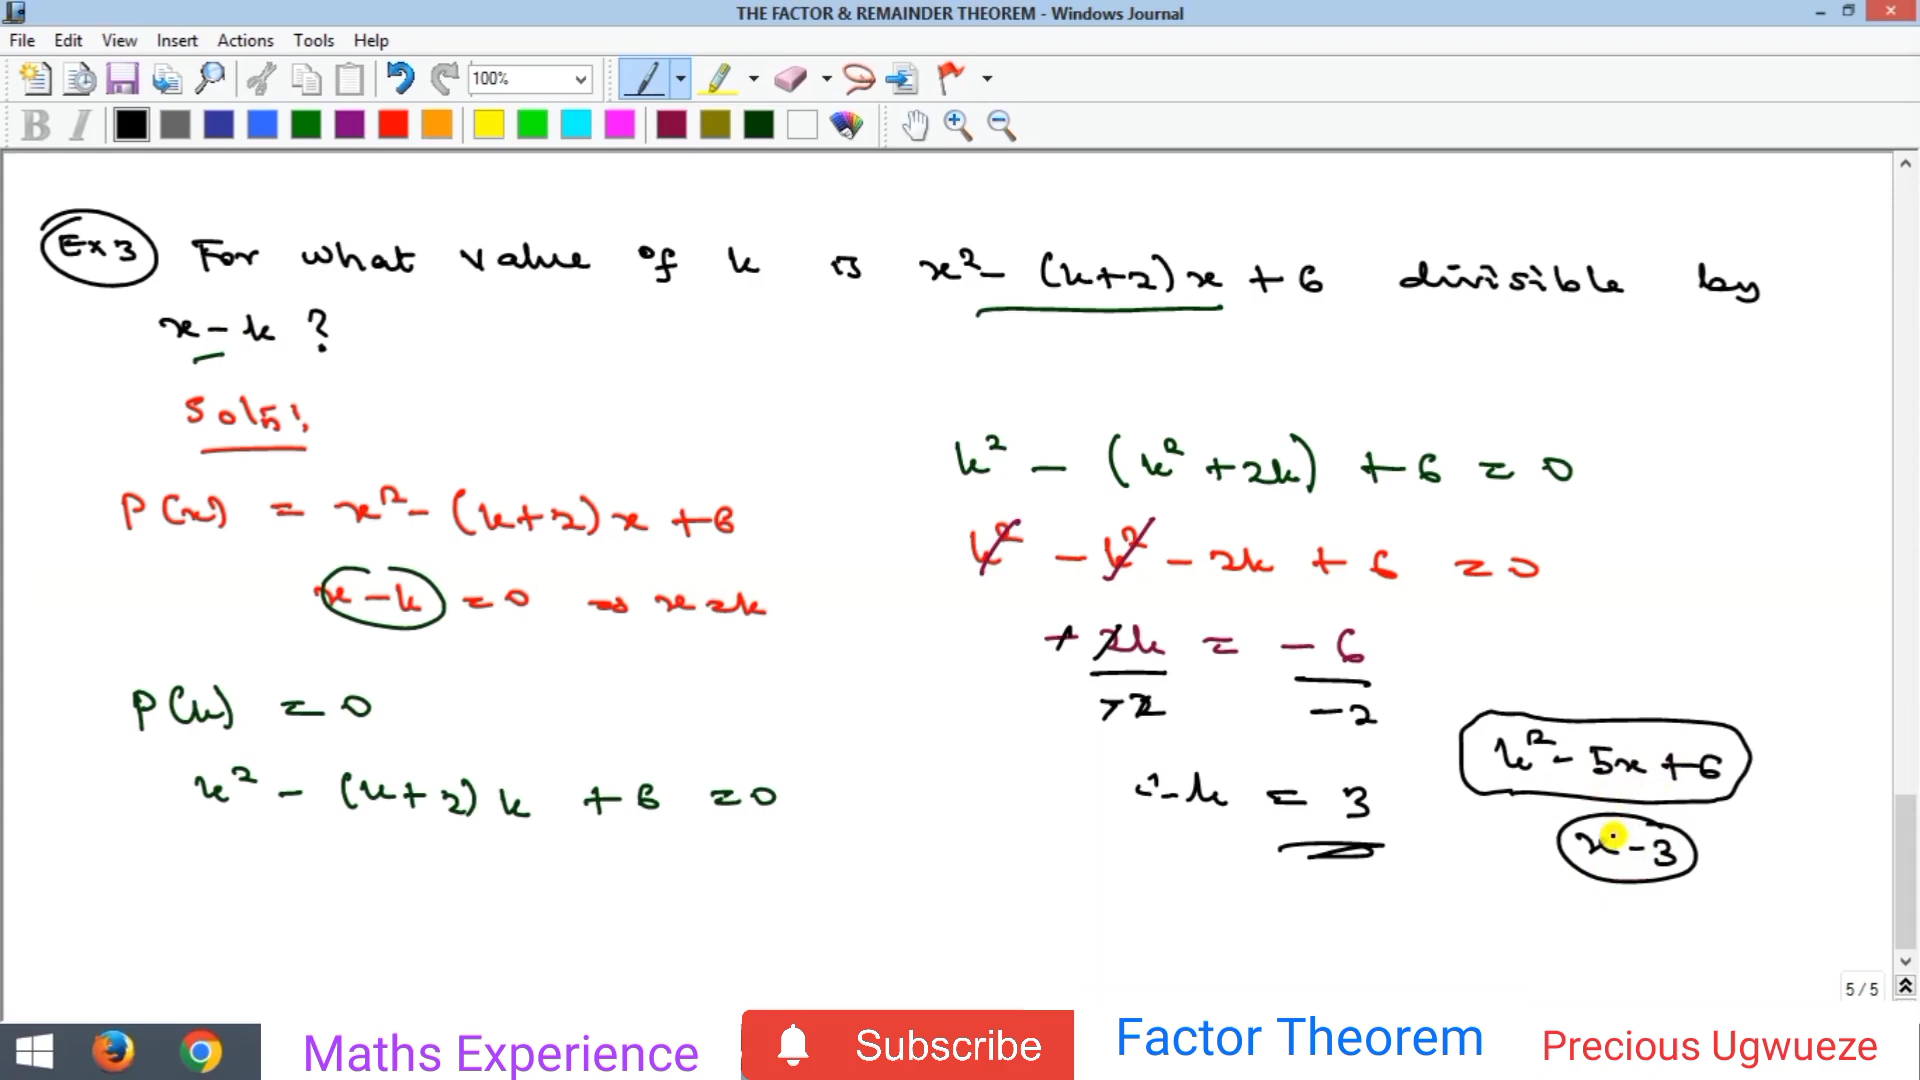 THE FACTOR & REMAINDER THEOREM - Windows Journal
File Edit View Insert Actions Tools Help
100%
B I
Ex 3 For what value of k is x² - (k+2)x + 6 divisible by
x - k ?
Soln:
P(x) = x² - (k+2)x + 6
x - k = 0 ⇒ x = k
P(k) = 0
k² - (k+2)k + 6 = 0
k² - (k² + 2k) + 6 = 0
k² - k² - 2k + 6 = 0
+ 2k = - 6
-2 -2
∴ k = 3
x² - 5x + 6
x - 3
5 / 5
Maths Experience
Subscribe
Factor Theorem
Precious Ugwueze